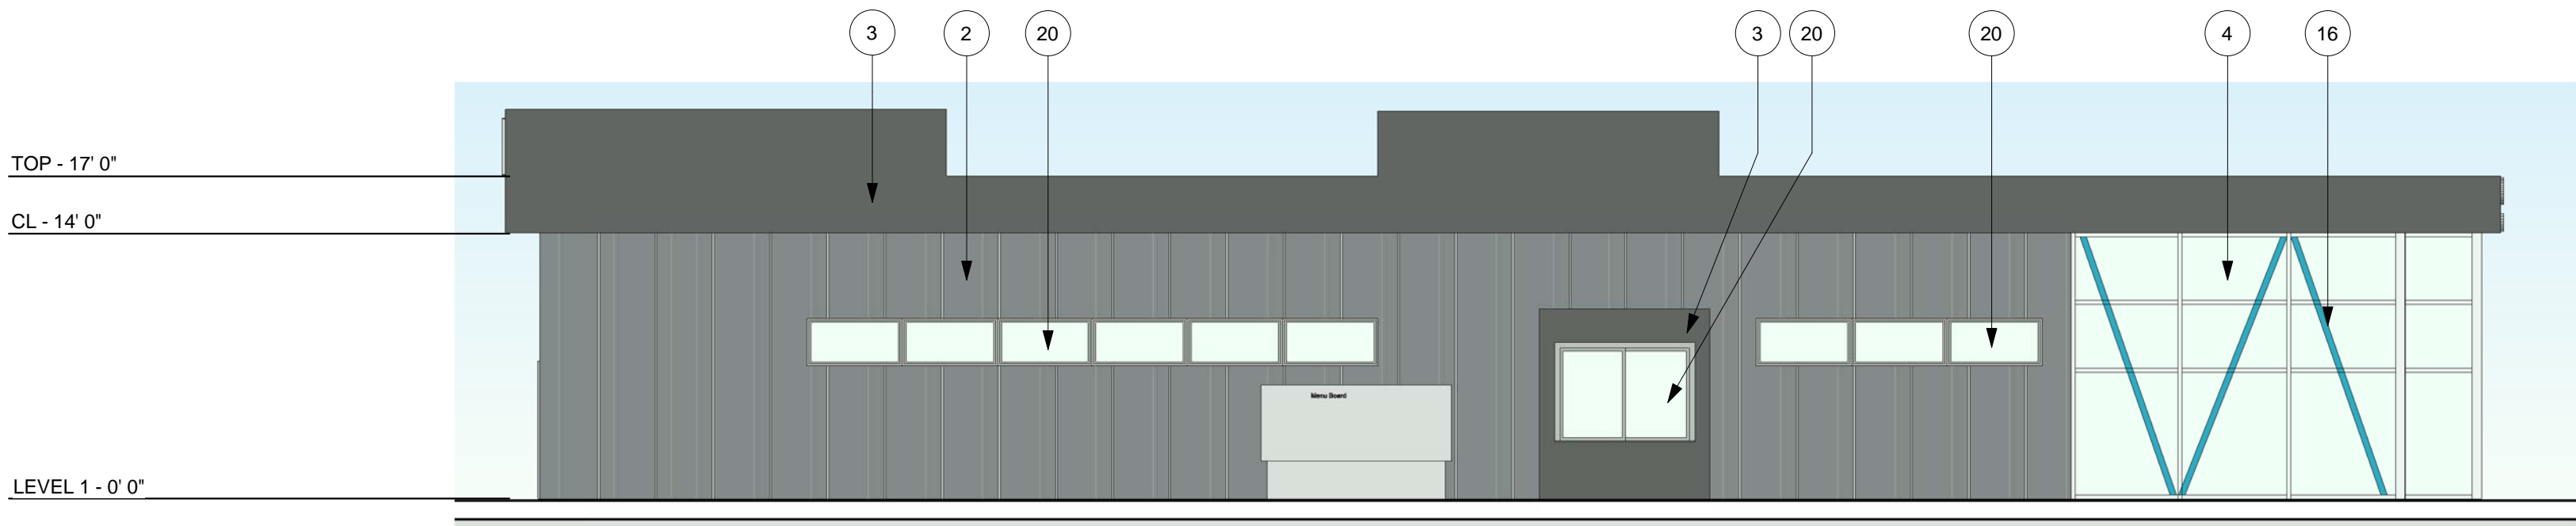 3 2 20 3 20 20 4 16
TOP - 17' 0"
CL - 14' 0"
Menu Board
LEVEL 1 - 0' 0"